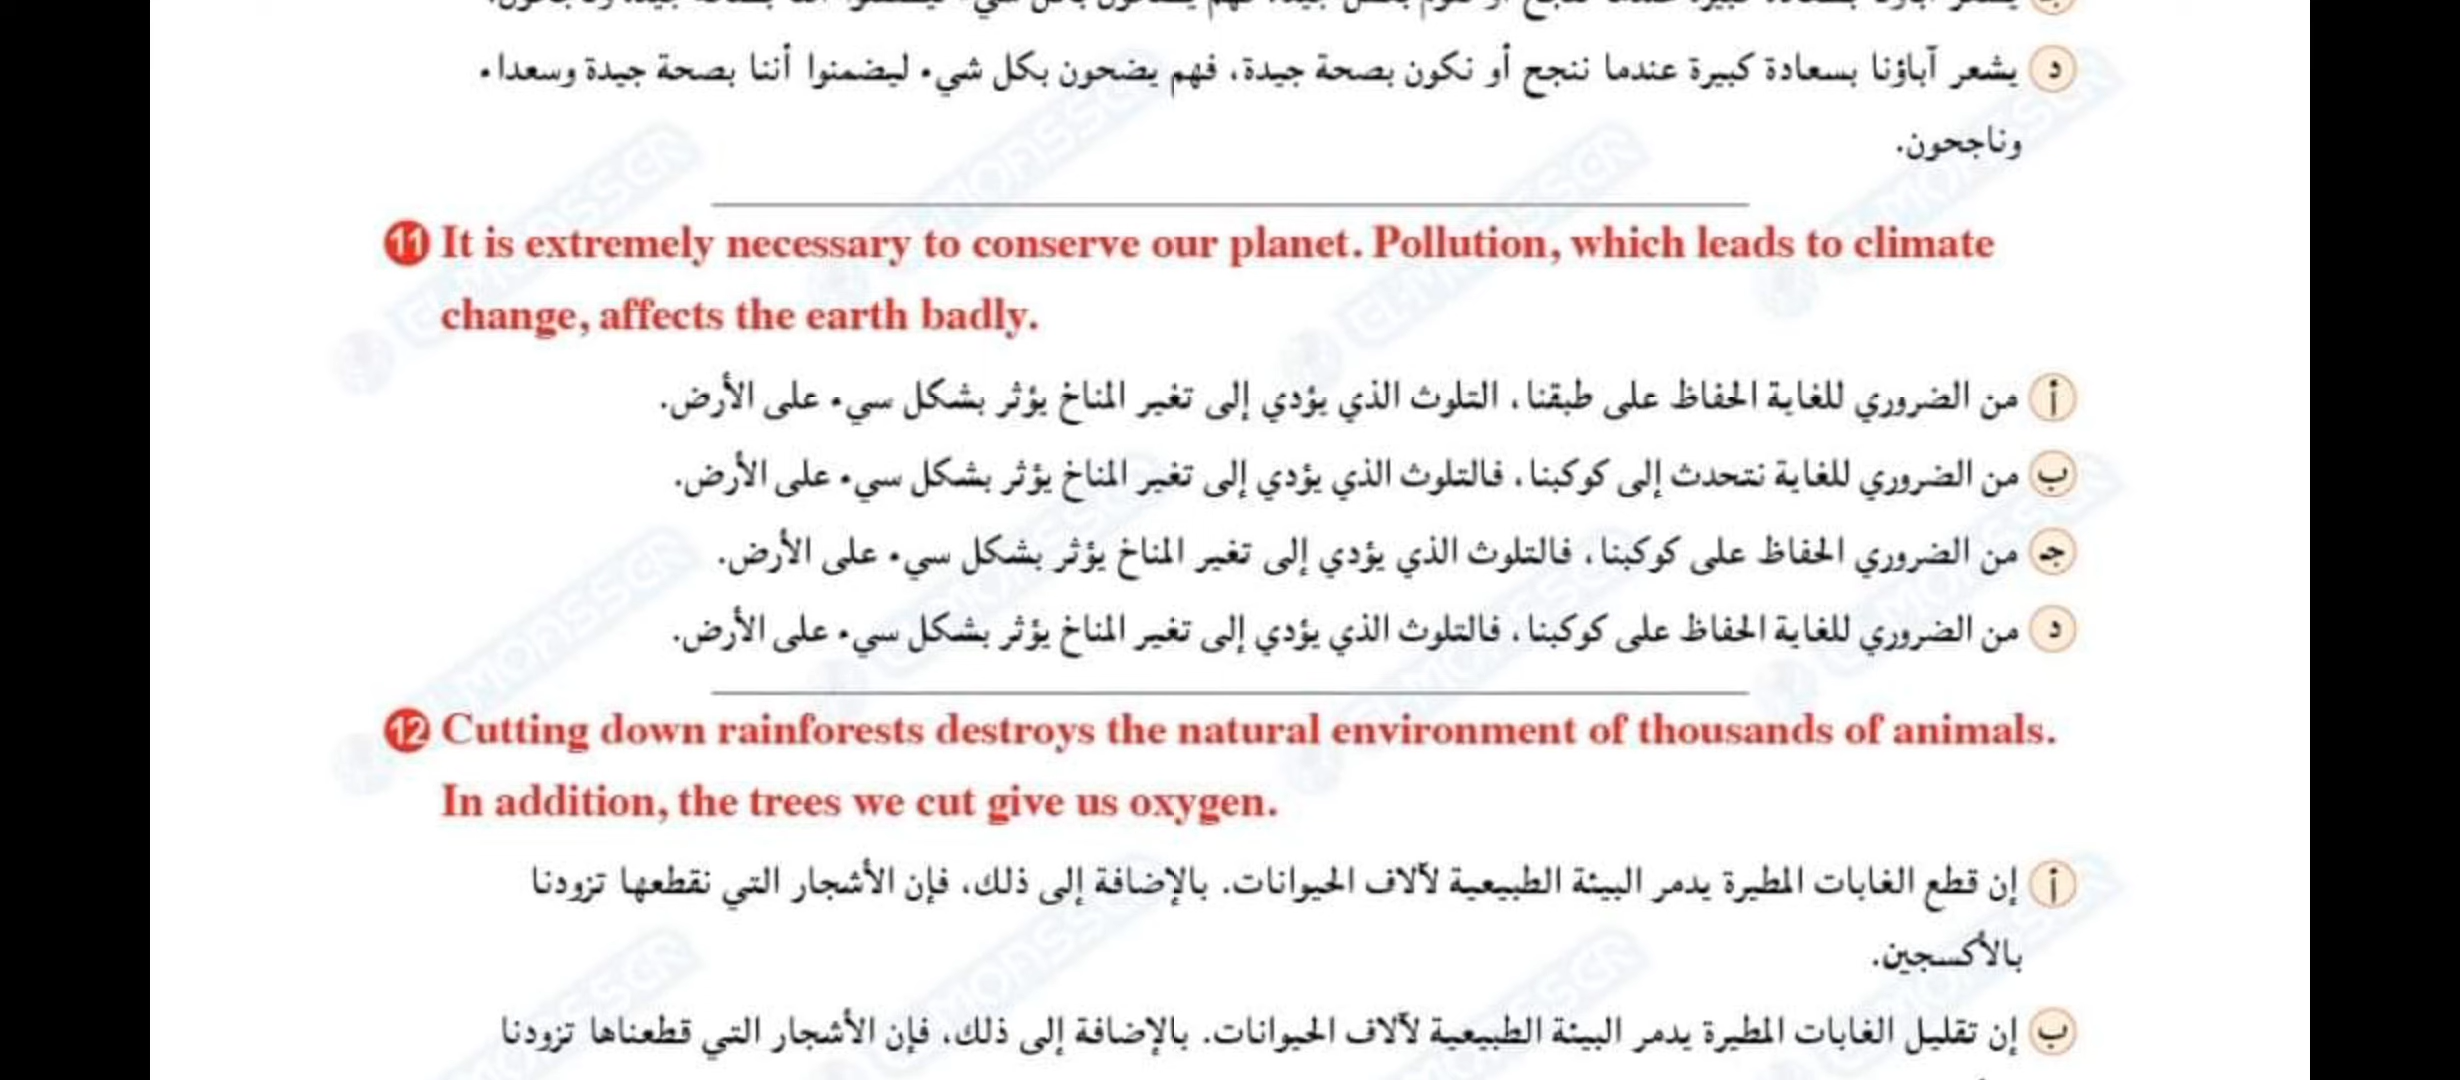 د يشعر آباؤنا بسعادة كبيرة عندما ننجح أو نكون بصحة جيدة، فهم يضحون بكل شيء ليضمنوا أننا بصحة جيدة وسعداء
وناجحون.
11 It is extremely necessary to conserve our planet. Pollution, which leads to climate
change, affects the earth badly.
أ من الضروري للغاية الحفاظ على طبقنا، التلوث الذي يؤدي إلى تغير المناخ يؤثر بشكل سيء على الأرض.
ب من الضروري للغاية نتحدث إلى كوكبنا، فالتلوث الذي يؤدي إلى تغير المناخ يؤثر بشكل سيء على الأرض.
جـ من الضروري الحفاظ على كوكبنا، فالتلوث الذي يؤدي إلى تغير المناخ يؤثر بشكل سيء على الأرض.
د من الضروري للغاية الحفاظ على كوكبنا، فالتلوث الذي يؤدي إلى تغير المناخ يؤثر بشكل سيء على الأرض.
12 Cutting down rainforests destroys the natural environment of thousands of animals.
In addition, the trees we cut give us oxygen.
أ إن قطع الغابات المطيرة يدمر البيئة الطبيعية لآلاف الحيوانات. بالإضافة إلى ذلك، فإن الأشجار التي نقطعها تزودنا
بالأكسجين.
ب إن تقليل الغابات المطيرة يدمر البيئة الطبيعية لآلاف الحيوانات. بالإضافة إلى ذلك، فإن الأشجار التي قطعناها تزودنا